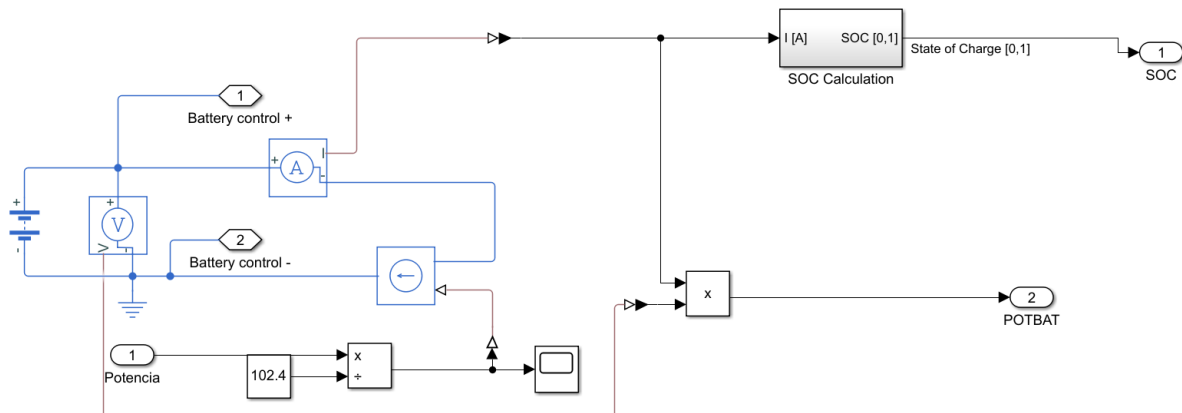 I [A]
SOC [0,1]
State of Charge [0,1]
SOC Calculation
1
SOC
1
Battery control +
+
A
I
-
+
V
-
V
+
-
2
Battery control -
x
2
POTBAT
1
Potencia
102.4
x
÷